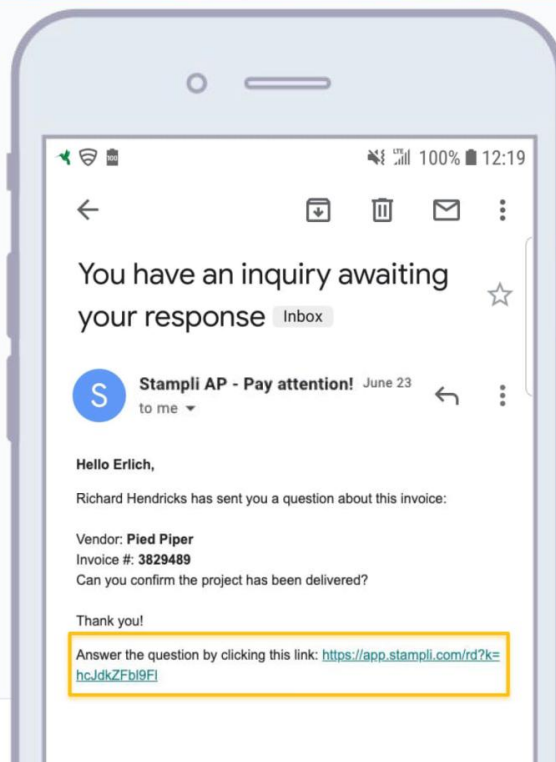 100 LTE 100% 12:19
You have an inquiry awaiting
your response Inbox
S
Stampli AP - Pay attention! June 23
to me
Hello Erlich,
Richard Hendricks has sent you a question about this invoice:
Vendor: Pied Piper
Invoice #: 3829489
Can you confirm the project has been delivered?
Thank you!
Answer the question by clicking this link: https://app.stampli.com/rd?k=
hcJdkZFbI9FI